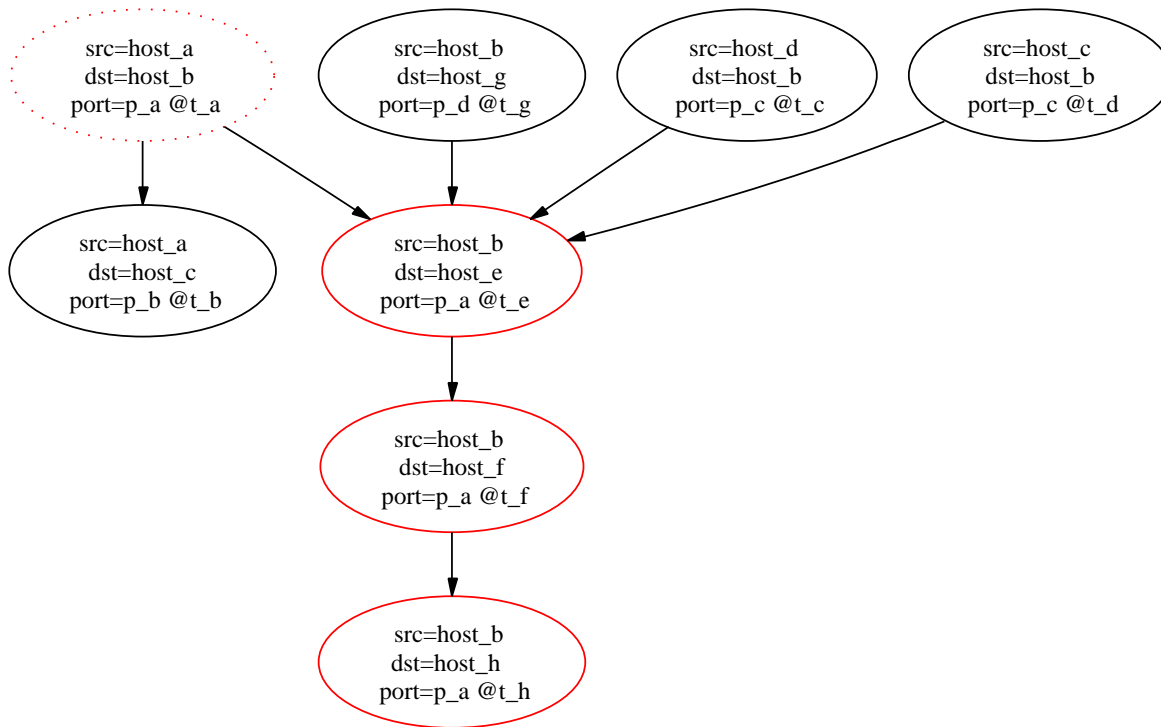 src=host_a
dst=host_b
port=p_a @t_a
src=host_b
dst=host_g
port=p_d @t_g
src=host_d
dst=host_b
port=p_c @t_c
src=host_c
dst=host_b
port=p_c @t_d
src=host_a
dst=host_c
port=p_b @t_b
src=host_b
dst=host_e
port=p_a @t_e
src=host_b
dst=host_f
port=p_a @t_f
src=host_b
dst=host_h
port=p_a @t_h